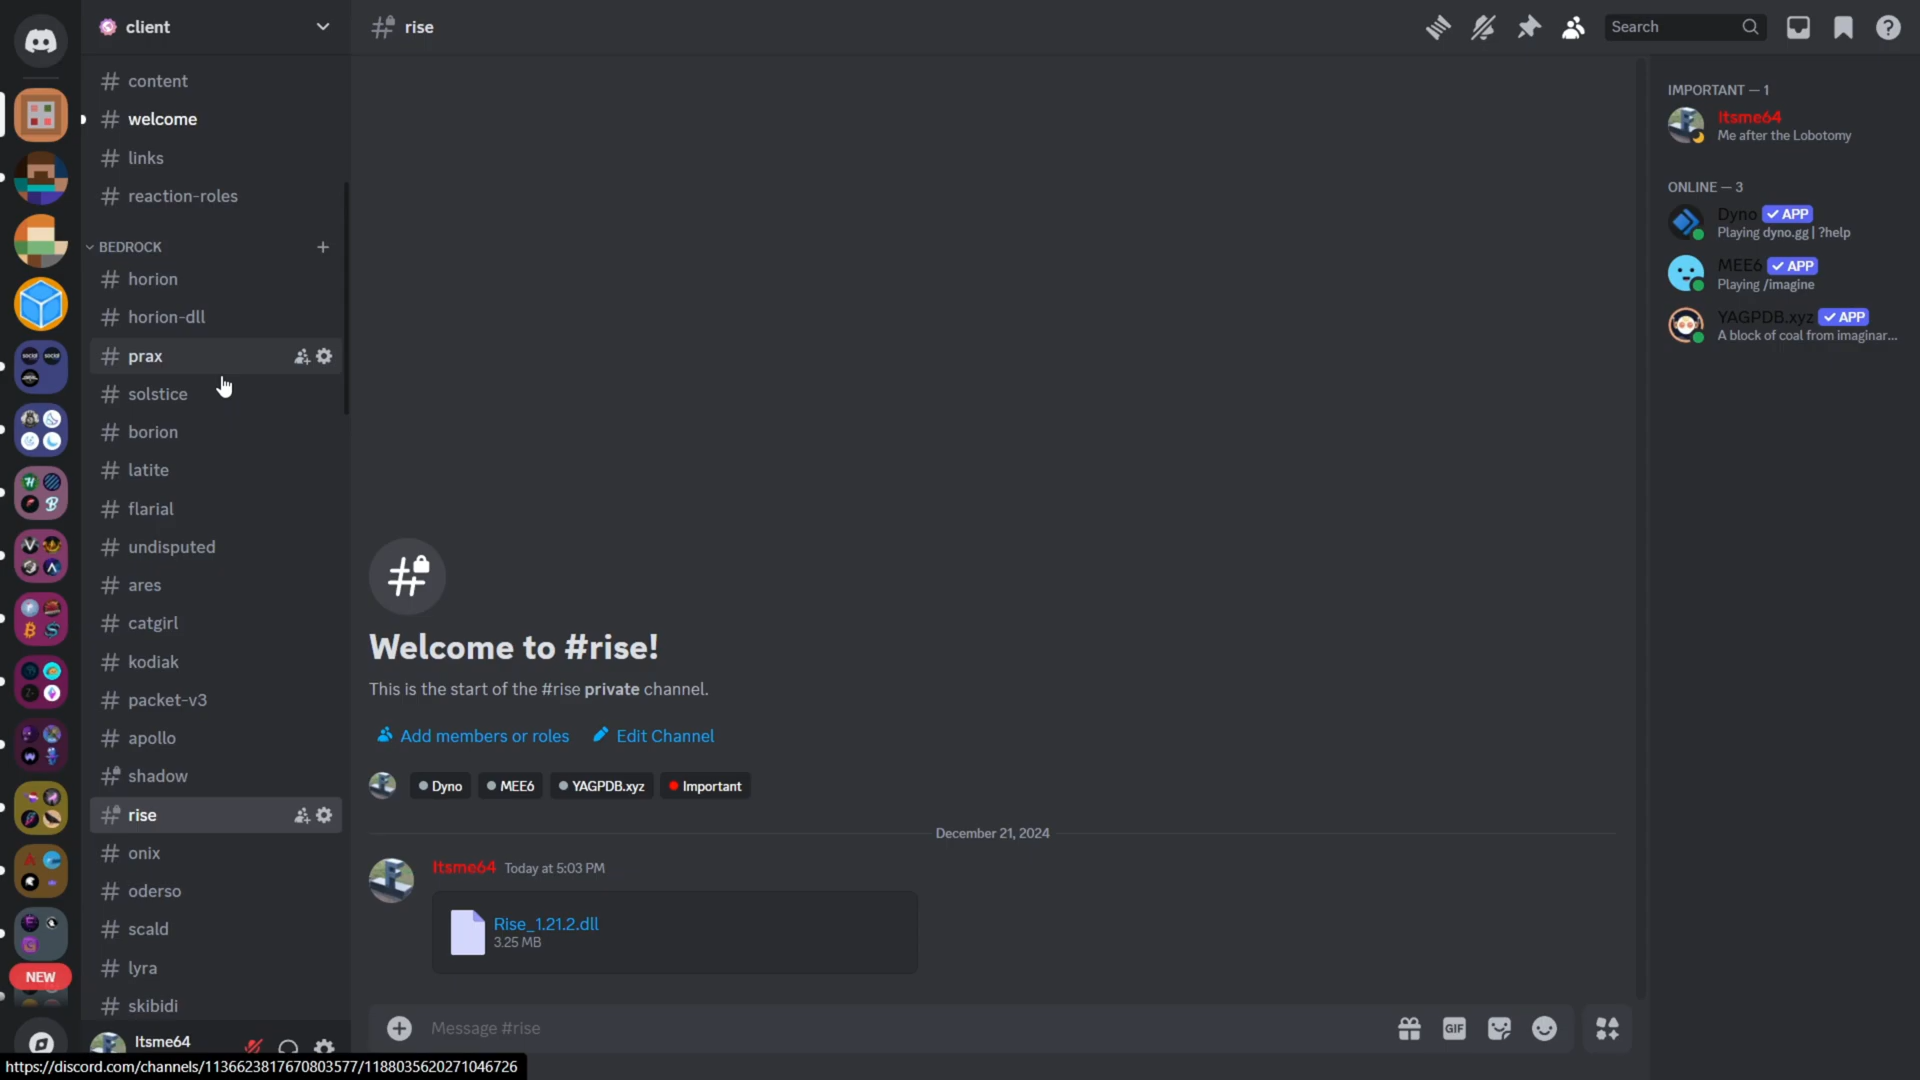 client
# content
# welcome
# links
# reaction-roles
BEDROCK
# horion
# horion-dll
# prax
# solstice
# borion
# latite
# flarial
# undisputed
# ares
# catgirl
# kodiak
# packet-v3
# apollo
# shadow
# rise
# onix
# oderso
# scald
# lyra
# skibidi
NEW
Itsme64
https://discord.com/channels/1136623817670803577/1188035620271046726
# rise
Search
Welcome to #rise!
This is the start of the #rise private channel.
Add members or roles Edit Channel
Dyno MEE6 YAGPDB.xyz Important
December 21, 2024
Itsme64 Today at 5:03 PM
Rise_1.21.2.dll
3.25 MB
Message #rise
GIF
IMPORTANT — 1
Itsme64
Me after the Lobotomy
ONLINE — 3
Dyno ✓ APP
Playing dyno.gg | ?help
MEE6 ✓ APP
Playing /imagine
YAGPDB.xyz ✓ APP
A block of coal from imaginar...